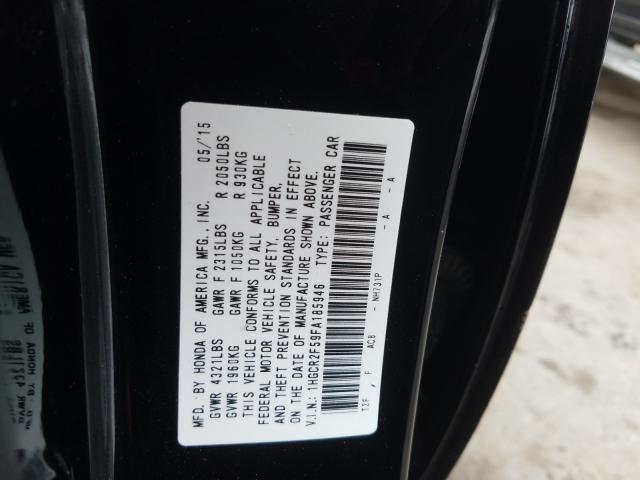 MFD. BY HONDA OF AMERICA MFG., INC. 05/'15
GVWR 4321LBS GAWR F 2315LBS R 2050LBS
GVWR 1960KG GAWR F 1050KG R 930KG
THIS VEHICLE CONFORMS TO ALL APPLICABLE
FEDERAL MOTOR VEHICLE SAFETY, BUMPER,
AND THEFT PREVENTION STANDARDS IN EFFECT
ON THE DATE OF MANUFACTURE SHOWN ABOVE.
V.I.N.: 1HGCR2F59FA185946 TYPE: PASSENGER CAR
T2F , F ACB - NH731P - A - A